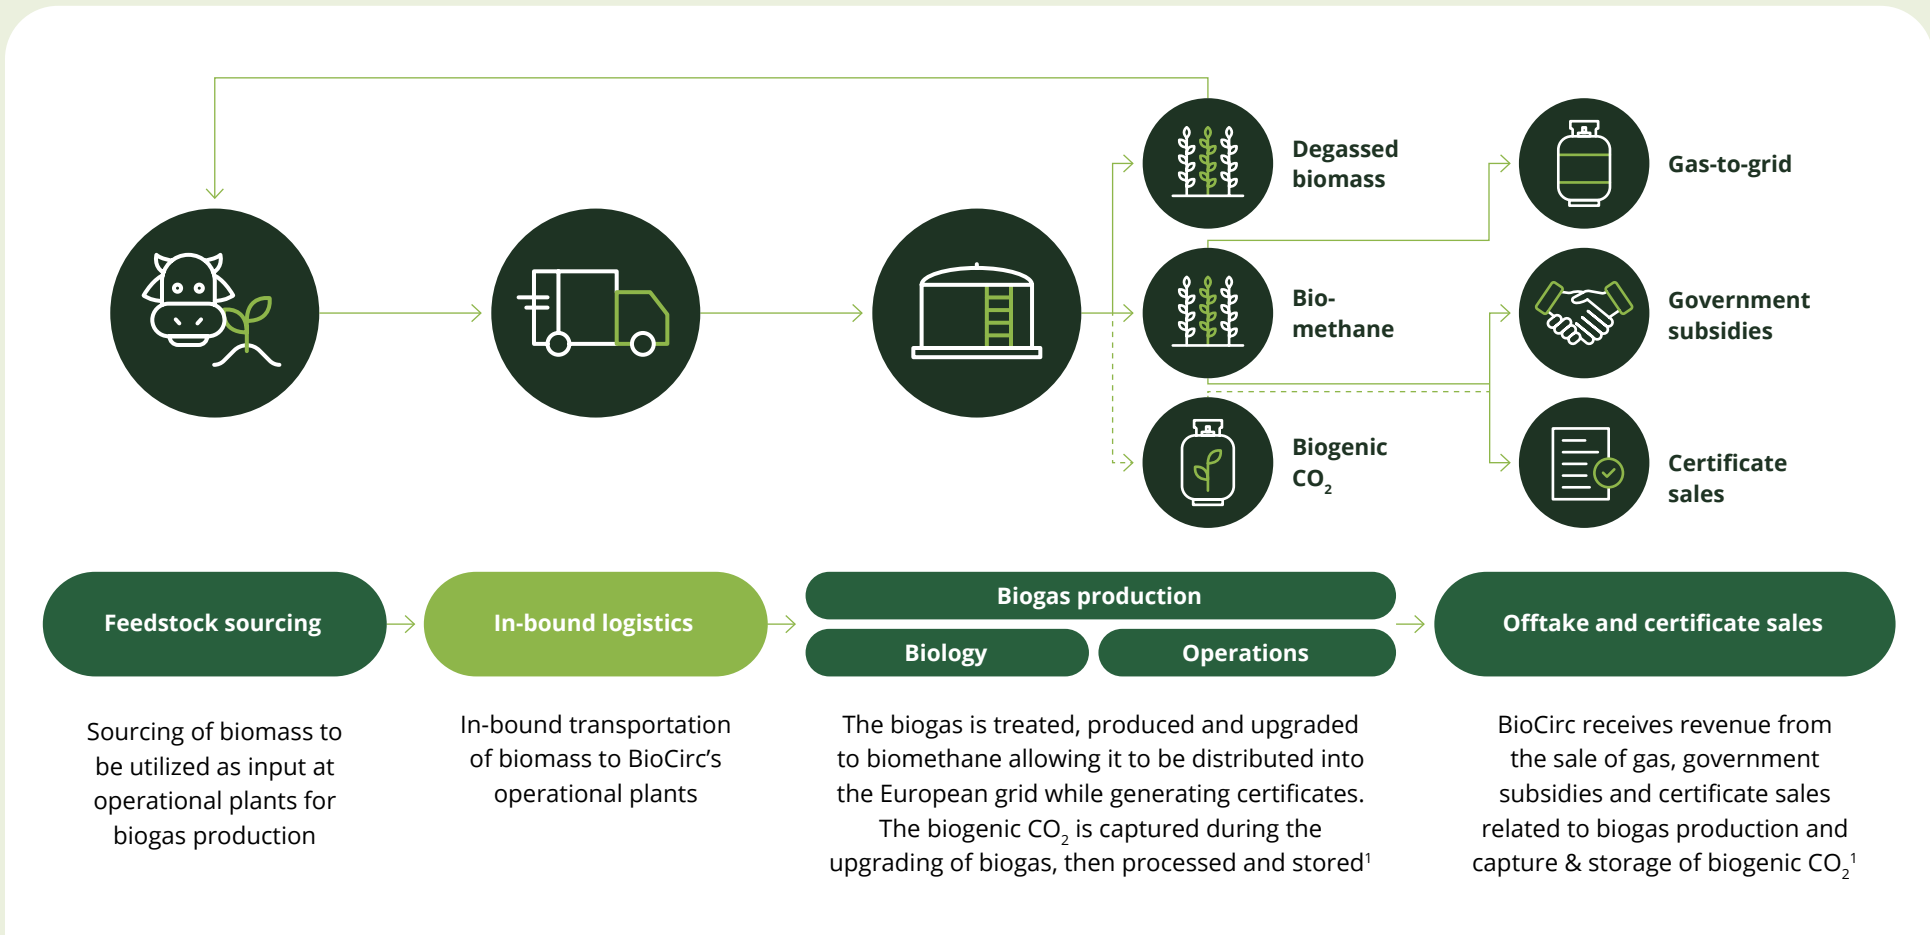 Degassed
biomass
Gas-to-grid
Bio-
methane
Government
subsidies
Biogenic
CO₂
Certificate
sales
Feedstock sourcing
In-bound logistics
Biogas production
Biology
Operations
Offtake and certificate sales
Sourcing of biomass to
be utilized as input at
operational plants for
biogas production
In-bound transportation
of biomass to BioCirc’s
operational plants
The biogas is treated, produced and upgraded
to biomethane allowing it to be distributed into
the European grid while generating certificates.
The biogenic CO₂ is captured during the
upgrading of biogas, then processed and stored¹
BioCirc receives revenue from
the sale of gas, government
subsidies and certificate sales
related to biogas production and
capture & storage of biogenic CO₂¹